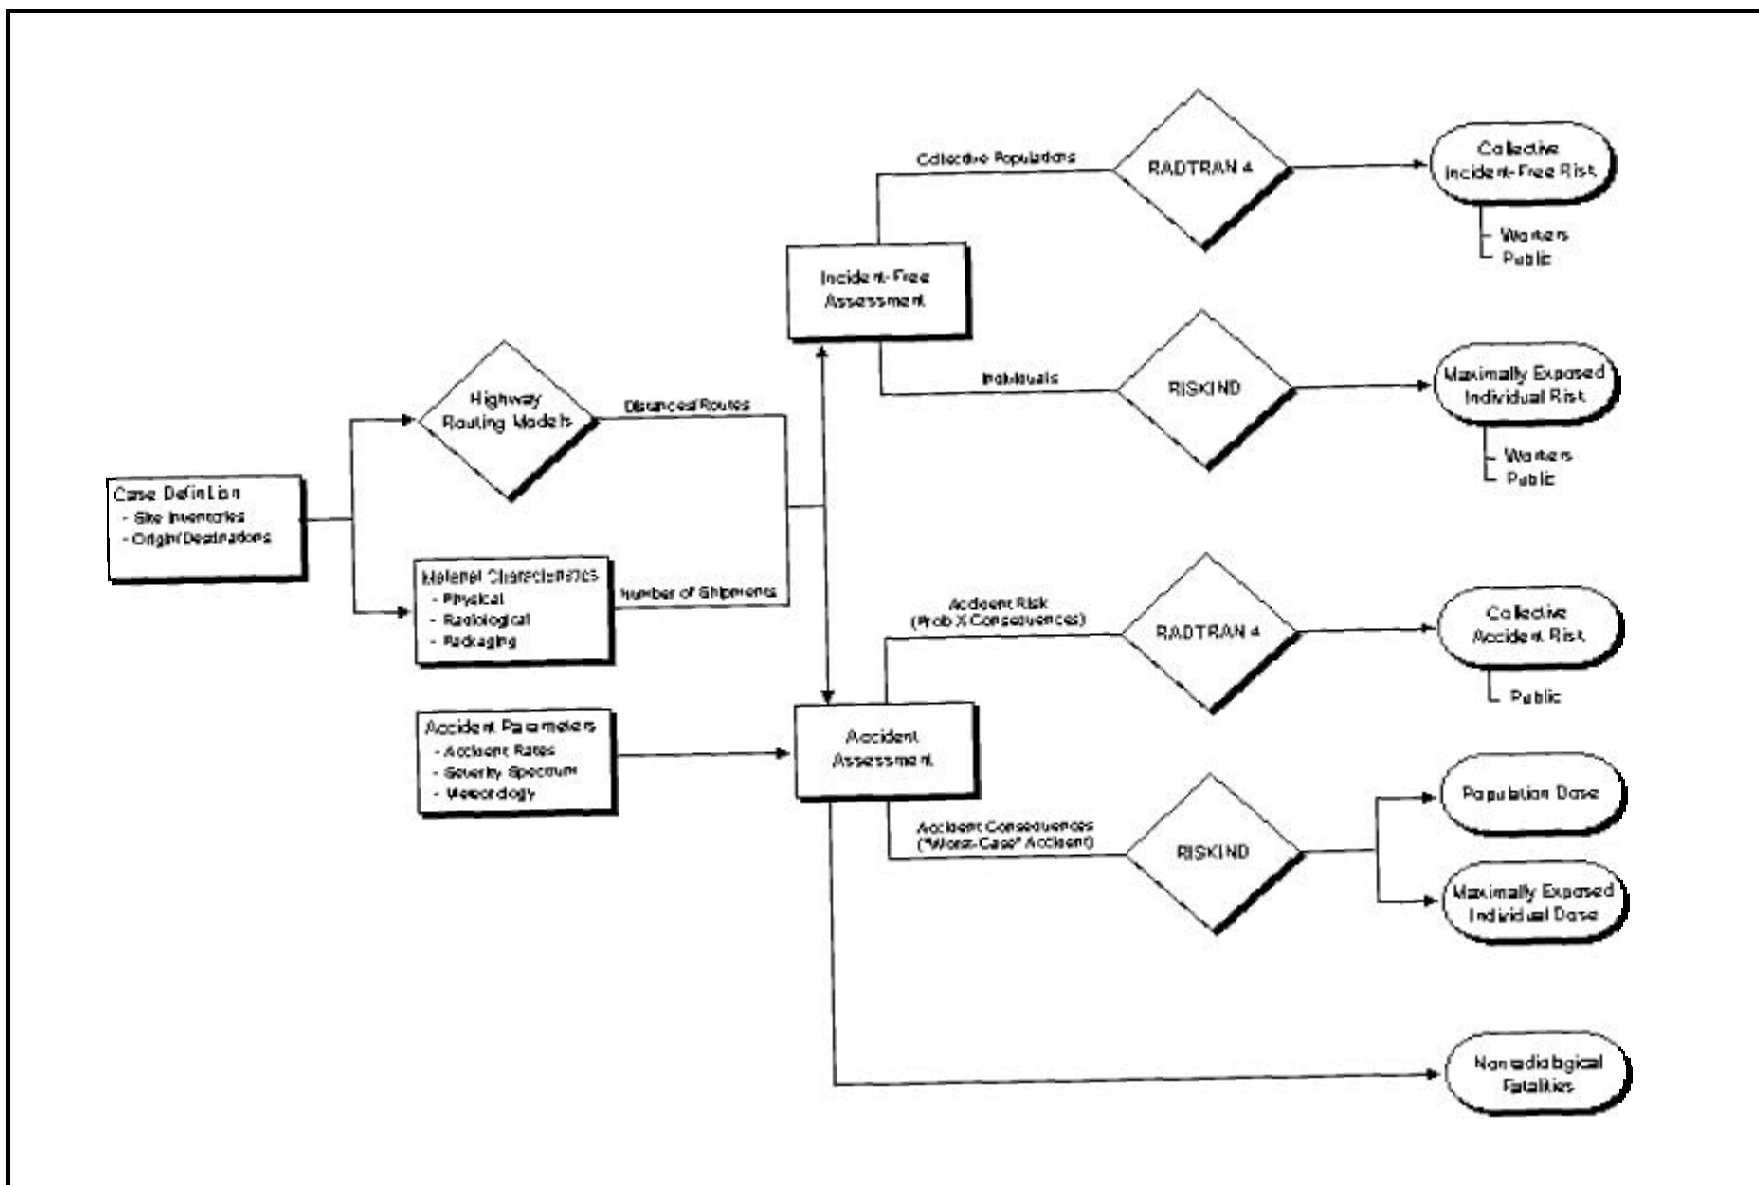 Collective Populations
RADTRAN 4
Collective
Incident-Free Risk
Workers
Public
Incident-Free
Assessment
Individuals
RISKIND
Maximally Exposed
Individual Risk
Workers
Public
Highway
Routing Models
Distances/Routes
Case Definition
- Site Inventories
- Origin/Destinations
Material Characteristics
- Physical
- Radiological
- Packaging
Number of Shipments
Accident Risk
(Prob X Consequences)
RADTRAN 4
Collective
Accident Risk
Public
Accident Parameters
- Accident Rates
- Severity Spectrum
- Meteorology
Accident
Assessment
Accident Consequences
("Worst-Case" Accident)
RISKIND
Population Dose
Maximally Exposed
Individual Dose
Nonradiological
Fatalities